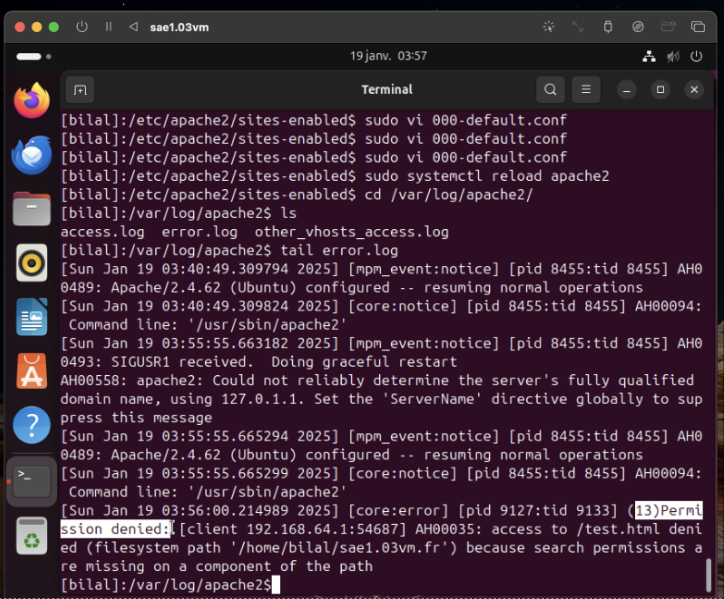 sae1.03vm
19 janv. 03:57
Terminal
[bilal]:/etc/apache2/sites-enabled$ sudo vi 000-default.conf
[bilal]:/etc/apache2/sites-enabled$ sudo vi 000-default.conf
[bilal]:/etc/apache2/sites-enabled$ sudo vi 000-default.conf
[bilal]:/etc/apache2/sites-enabled$ sudo systemctl reload apache2
[bilal]:/etc/apache2/sites-enabled$ cd /var/log/apache2/
[bilal]:/var/log/apache2$ ls
access.log  error.log  other_vhosts_access.log
[bilal]:/var/log/apache2$ tail error.log
[Sun Jan 19 03:40:49.309794 2025] [mpm_event:notice] [pid 8455:tid 8455] AH0
0489: Apache/2.4.62 (Ubuntu) configured -- resuming normal operations
[Sun Jan 19 03:40:49.309824 2025] [core:notice] [pid 8455:tid 8455] AH00094:
 Command line: '/usr/sbin/apache2'
[Sun Jan 19 03:55:55.663182 2025] [mpm_event:notice] [pid 8455:tid 8455] AH0
0493: SIGUSR1 received.  Doing graceful restart
AH00558: apache2: Could not reliably determine the server's fully qualified
domain name, using 127.0.1.1. Set the 'ServerName' directive globally to sup
press this message
[Sun Jan 19 03:55:55.665294 2025] [mpm_event:notice] [pid 8455:tid 8455] AH0
0489: Apache/2.4.62 (Ubuntu) configured -- resuming normal operations
[Sun Jan 19 03:55:55.665299 2025] [core:notice] [pid 8455:tid 8455] AH00094:
 Command line: '/usr/sbin/apache2'
[Sun Jan 19 03:56:00.214989 2025] [core:error] [pid 9127:tid 9133] (13)Permi
ssion denied: [client 192.168.64.1:54687] AH00035: access to /test.html deni
ed (filesystem path '/home/bilal/sae1.03vm.fr') because search permissions a
re missing on a component of the path
[bilal]:/var/log/apache2$